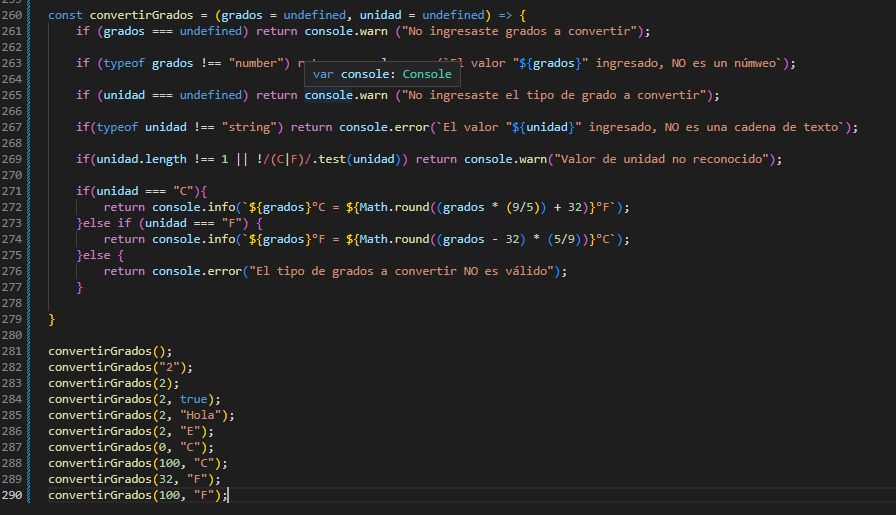 260 const convertirGrados = (grados = undefined, unidad = undefined) => {
261 if (grados === undefined) return console.warn ("No ingresaste grados a convertir");
262
263 if (typeof grados !== "number") r `El valor "${grados}" ingresado, NO es un númweo`);
var console: Console
264
265 if (unidad === undefined) return console.warn ("No ingresaste el tipo de grado a convertir");
266
267 if(typeof unidad !== "string") return console.error(`El valor "${unidad}" ingresado, NO es una cadena de texto`);
268
269 if(unidad.length !== 1 || !/(C|F)/.test(unidad)) return console.warn("Valor de unidad no reconocido");
270
271 if(unidad === "C"){
272 return console.info(`${grados}°C = ${Math.round((grados * (9/5)) + 32)}°F`);
273 }else if (unidad === "F") {
274 return console.info(`${grados}°F = ${Math.round((grados - 32) * (5/9))}°C`);
275 }else {
276 return console.error("El tipo de grados a convertir NO es válido");
277 }
278
279 }
280
281 convertirGrados();
282 convertirGrados("2");
283 convertirGrados(2);
284 convertirGrados(2, true);
285 convertirGrados(2, "Hola");
286 convertirGrados(2, "E");
287 convertirGrados(0, "C");
288 convertirGrados(100, "C");
289 convertirGrados(32, "F");
290 convertirGrados(100, "F");